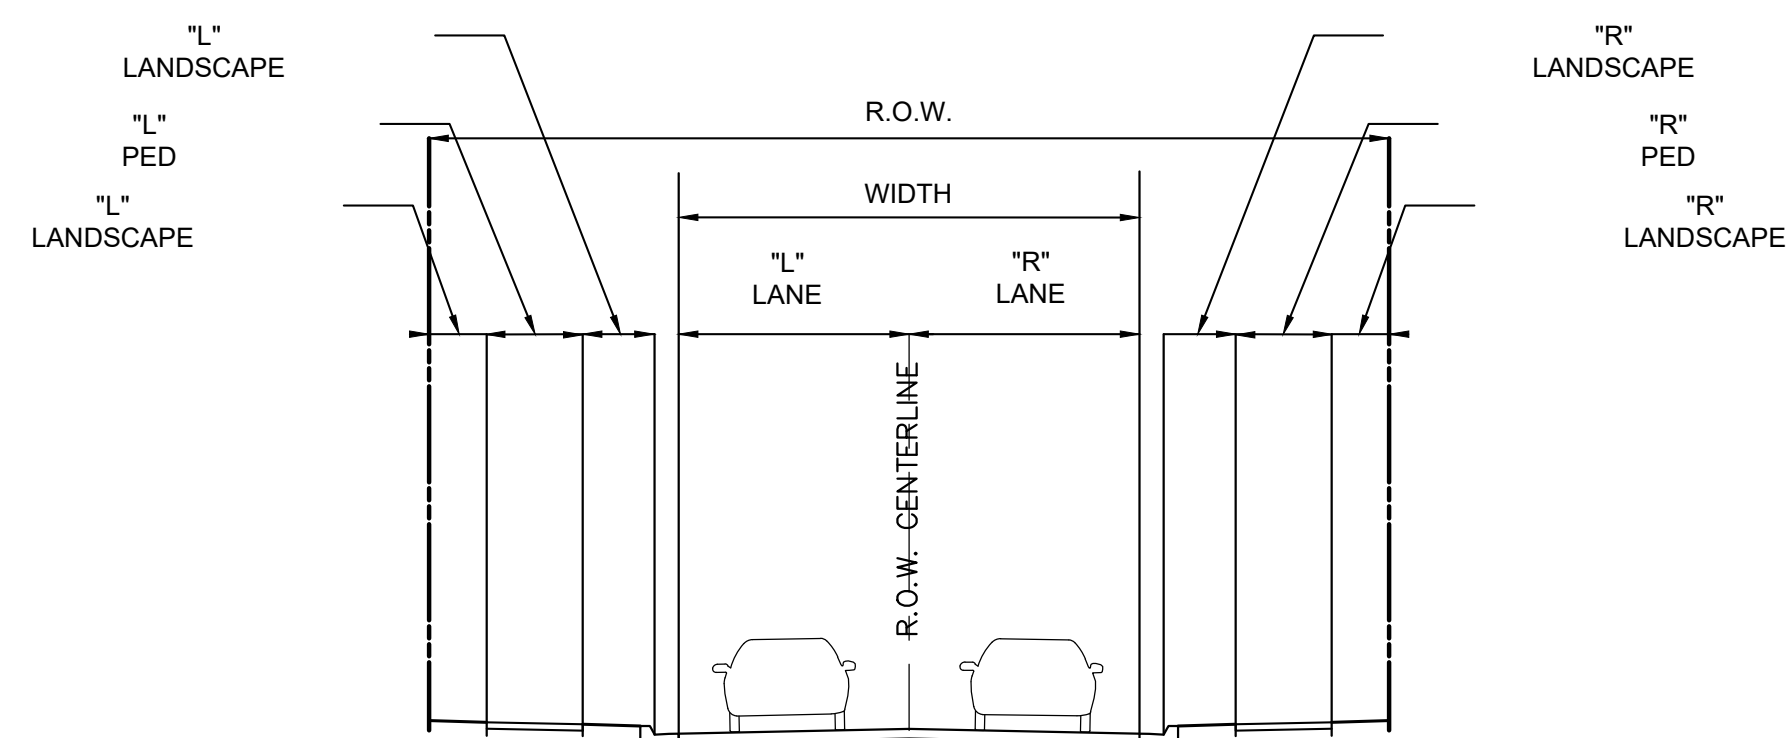 "L"
LANDSCAPE
"R"
LANDSCAPE
R.O.W.
"L"
PED
"R"
PED
WIDTH
"L"
LANDSCAPE
"R"
LANDSCAPE
"L"
LANE
"R"
LANE
R.O.W. CENTERLINE